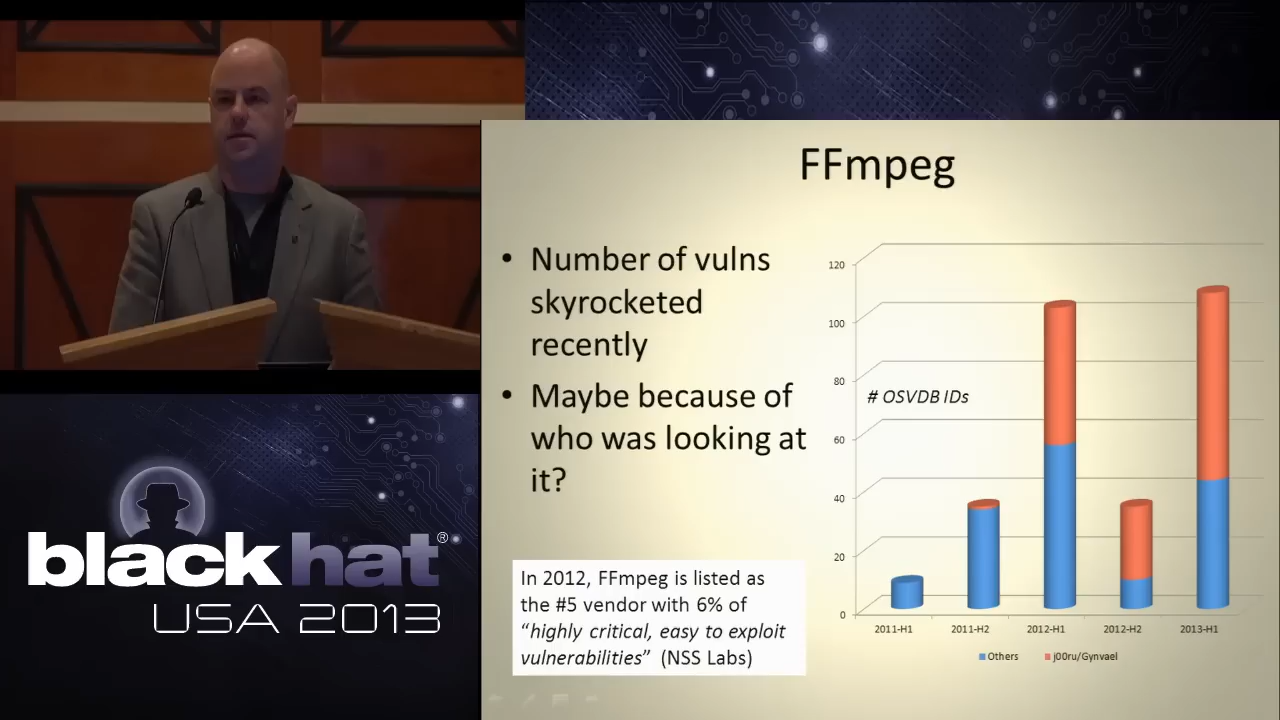 FFmpeg
• Number of vulns
skyrocketed
recently
• Maybe because of
who was looking at
it?
In 2012, FFmpeg is listed as
the #5 vendor with 6% of
“highly critical, easy to exploit
vulnerabilities” (NSS Labs)
# OSVDB IDs
120
100
80
60
40
20
0
2011-H1 2011-H2 2012-H1 2012-H2 2013-H1
Others j00ru/Gynvael
black hat®
USA 2013